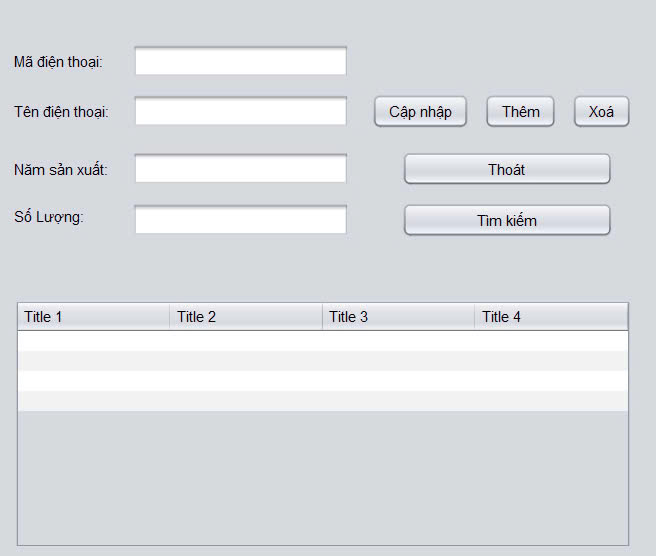 Mã điện thoại:
Tên điện thoại: Cập nhập Thêm Xoá
Năm sản xuất: Thoát
Số Lượng: Tìm kiếm
Title 1 Title 2 Title 3 Title 4